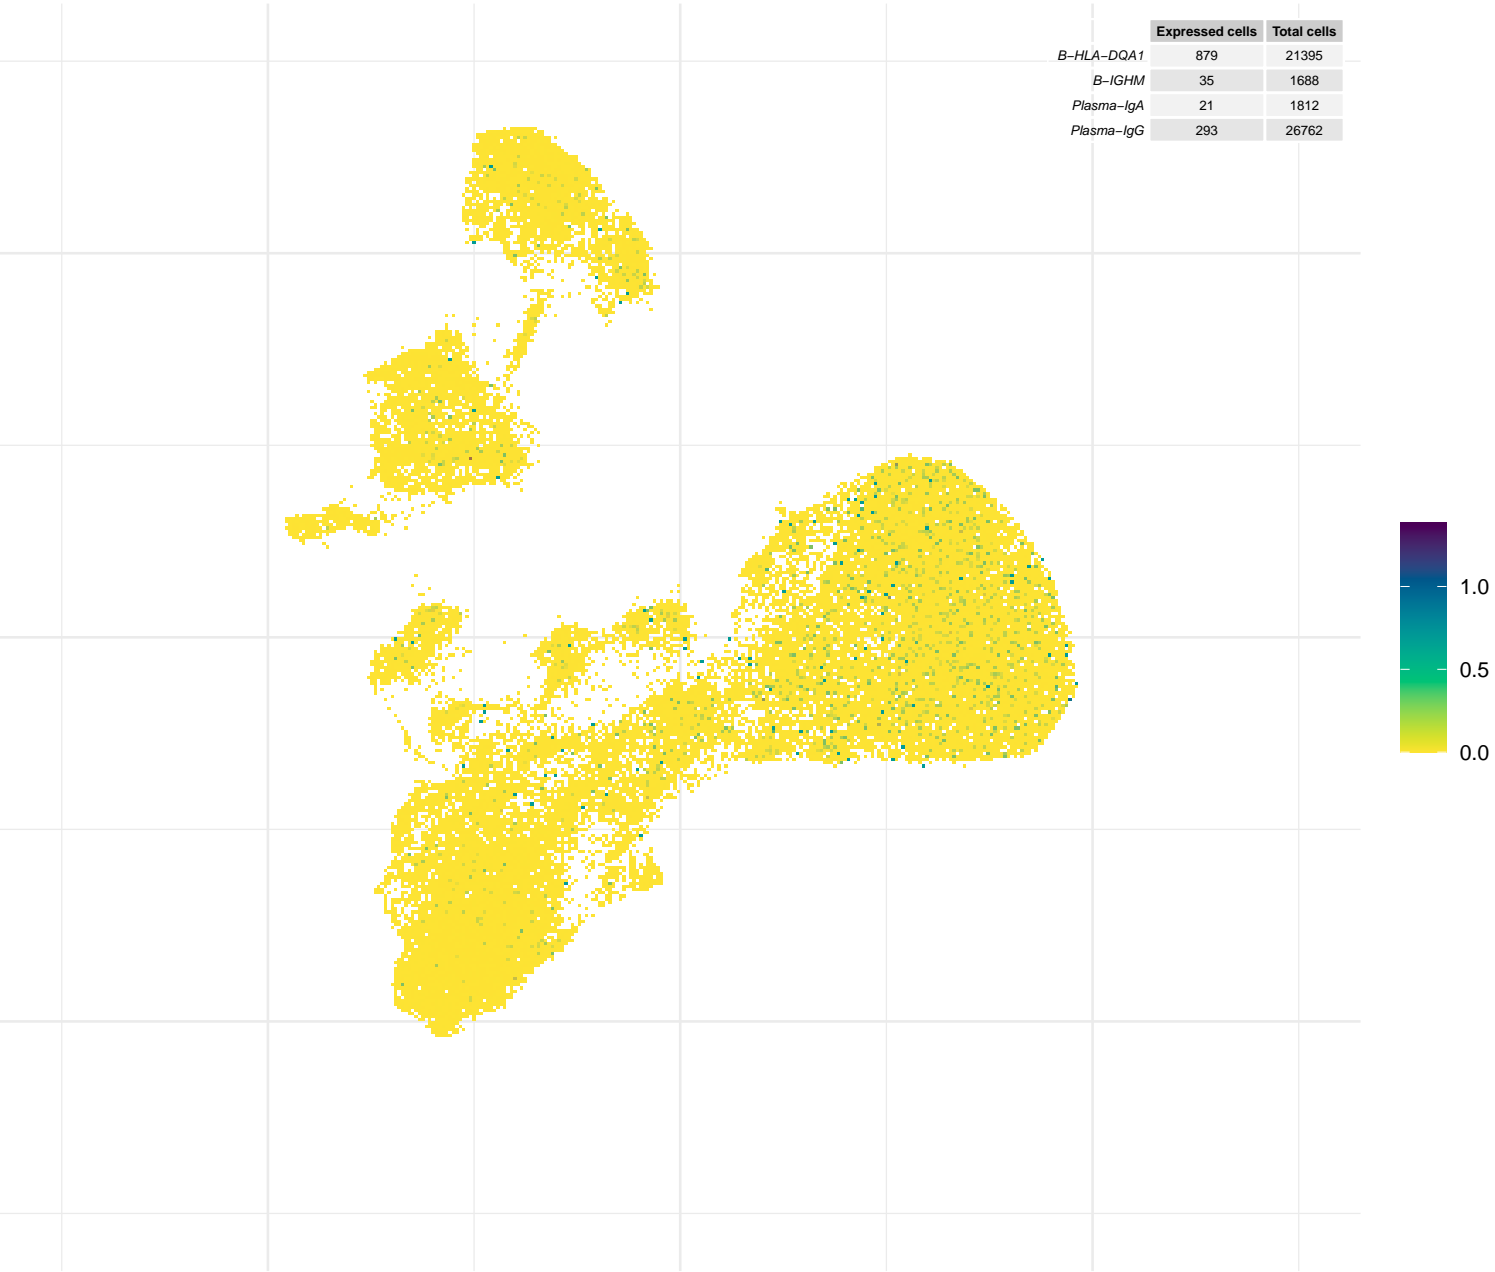 Expressed cells Total cells
B−HLA−DQA1 879 21395
B−IGHM 35 1688
Plasma−IgA 21 1812
Plasma−IgG 293 26762
1.0
0.5
0.0